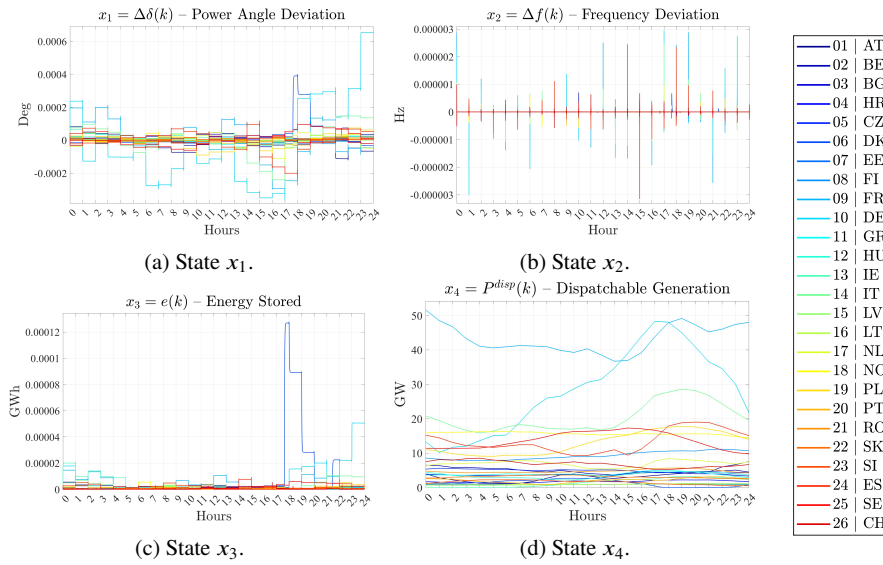 x₁ = Δδ(k) – Power Angle Deviation
0.0006
0.0004
0.0002
0
-0.0002
Deg
0 1 2 3 4 5 6 7 8 9 10 11 12 13 14 15 16 17 18 19 20 21 22 23 24
Hours
(a) State x₁.
x₂ = Δf(k) – Frequency Deviation
0.000003
0.000002
0.000001
0
-0.000001
-0.000002
-0.000003
Hz
0 1 2 3 4 5 6 7 8 9 10 11 12 13 14 15 16 17 18 19 20 21 22 23 24
Hour
(b) State x₂.
x₃ = e(k) – Energy Stored
0.00012
0.0001
0.00008
0.00006
0.00004
0.00002
0
GWh
0 1 2 3 4 5 6 7 8 9 10 11 12 13 14 15 16 17 18 19 20 21 22 23 24
Hours
(c) State x₃.
x₄ = P^{disp}(k) – Dispatchable Generation
50
40
30
20
10
0
GW
0 1 2 3 4 5 6 7 8 9 10 11 12 13 14 15 16 17 18 19 20 21 22 23 24
Hours
(d) State x₄.
01 | AT
02 | BE
03 | BG
04 | HR
05 | CZ
06 | DK
07 | EE
08 | FI
09 | FR
10 | DE
11 | GR
12 | HU
13 | IE
14 | IT
15 | LV
16 | LT
17 | NL
18 | NO
19 | PL
20 | PT
21 | RO
22 | SK
23 | SI
24 | ES
25 | SE
26 | CH